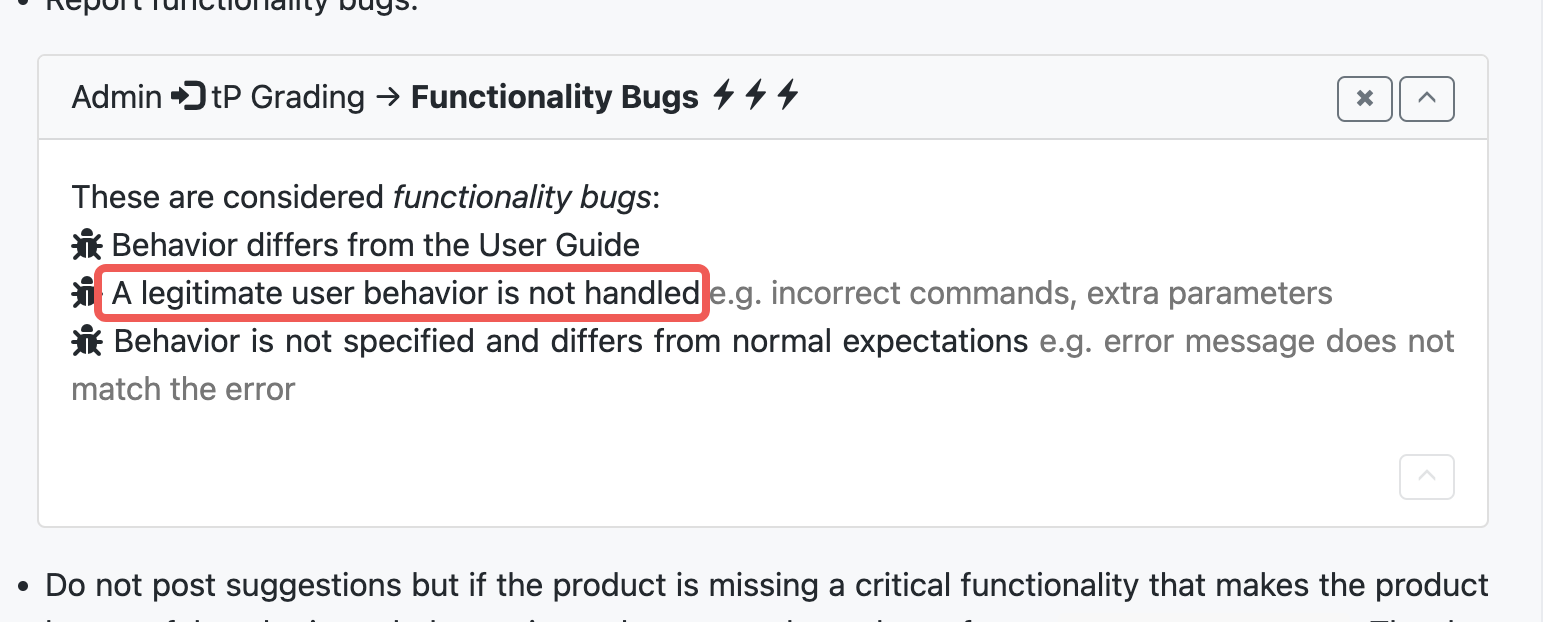 • Report functionality bugs.
Admin tP Grading → Functionality Bugs
These are considered functionality bugs:
Behavior differs from the User Guide
A legitimate user behavior is not handled e.g. incorrect commands, extra parameters
Behavior is not specified and differs from normal expectations e.g. error message does not
match the error
• Do not post suggestions but if the product is missing a critical functionality that makes the product